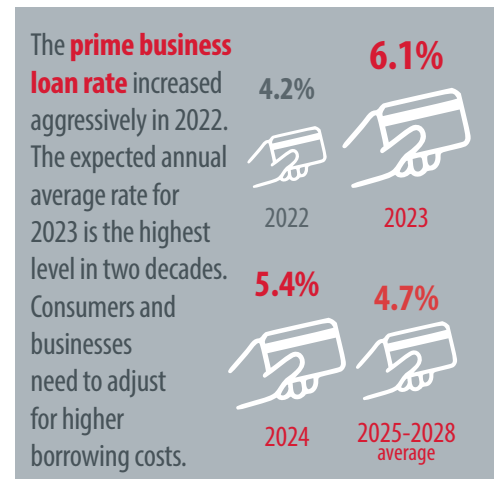 The prime business
loan rate increased
aggressively in 2022.
The expected annual
average rate for
2023 is the highest
level in two decades.
Consumers and
businesses
need to adjust
for higher
borrowing costs.
4.2%
2022
6.1%
2023
5.4%
2024
4.7%
2025-2028
average